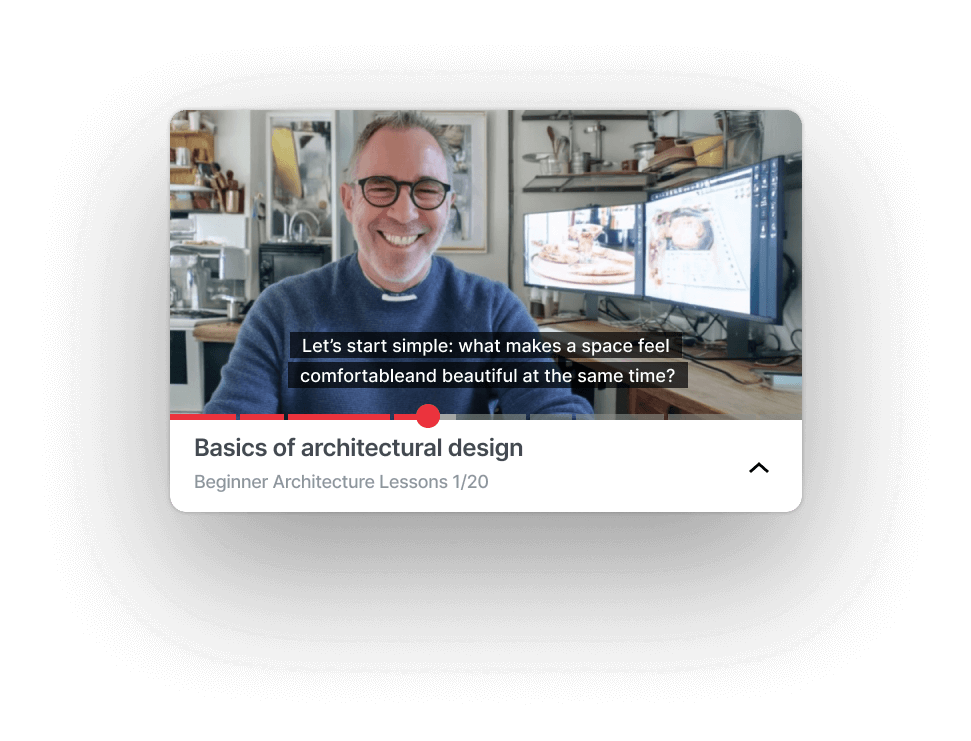 Let’s start simple: what makes a space feel
comfortableand beautiful at the same time?
Basics of architectural design
Beginner Architecture Lessons 1/20